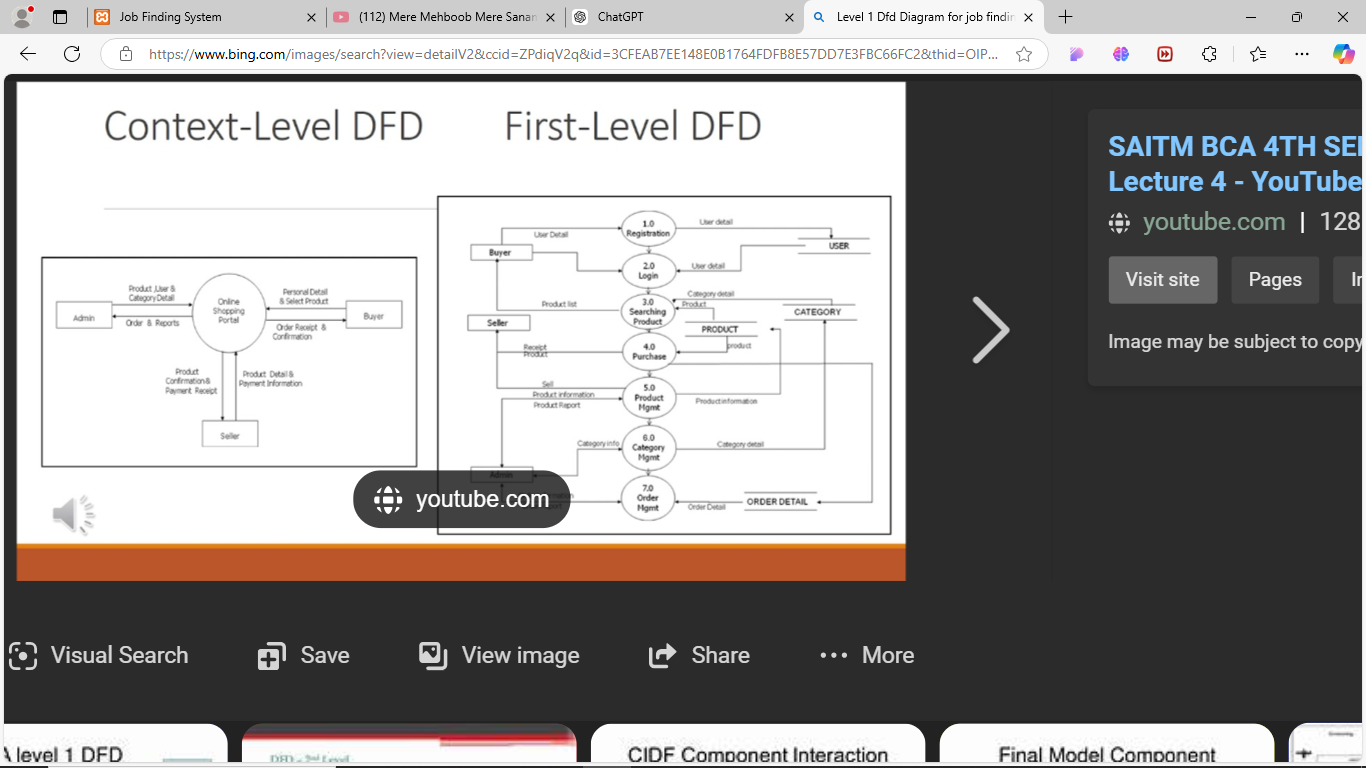 Job Finding System
(112) Mere Mehboob Mere Sanam
ChatGPT
Level 1 Dfd Diagram for job findin
https://www.bing.com/images/search?view=detailV2&ccid=ZPdiqV2q&id=3CFEAB7EE148E0B1764FDFB8E57DD7E3FBC66FC2&thid=OIP...
Context-Level DFD
First-Level DFD
Admin
Product ,User &
Category Detail
Order & Reports
Online
Shopping
Portal
Personal Detail
& Select Product
Order Receipt &
Confirmation
Buyer
Product
Confirmation&
Payment Receipt
Product Detail &
Payment Information
Seller
1.0
Registration
User detail
User Detail
USER
Buyer
2.0
Login
User detail
Category detail
Product list
3.0
Searching
Product
Product
CATEGORY
Seller
PRODUCT
4.0
Purchase
product
Receipt
Product
Sell
5.0
Product
Mgmt
Product information
Product Report
Product information
Category info
6.0
Category
Mgmt
Category detail
Admin
7.0
Order
Mgmt
Order Detail
ORDER DETAIL
youtube.com
SAITM BCA 4TH SE
Lecture 4 - YouTube
youtube.com | 128
Visit site
Pages
Image may be subject to copy
Visual Search
Save
View image
Share
More
A level 1 DFD
DFD - 2nd Level
CIDF Component Interaction
Final Model Component